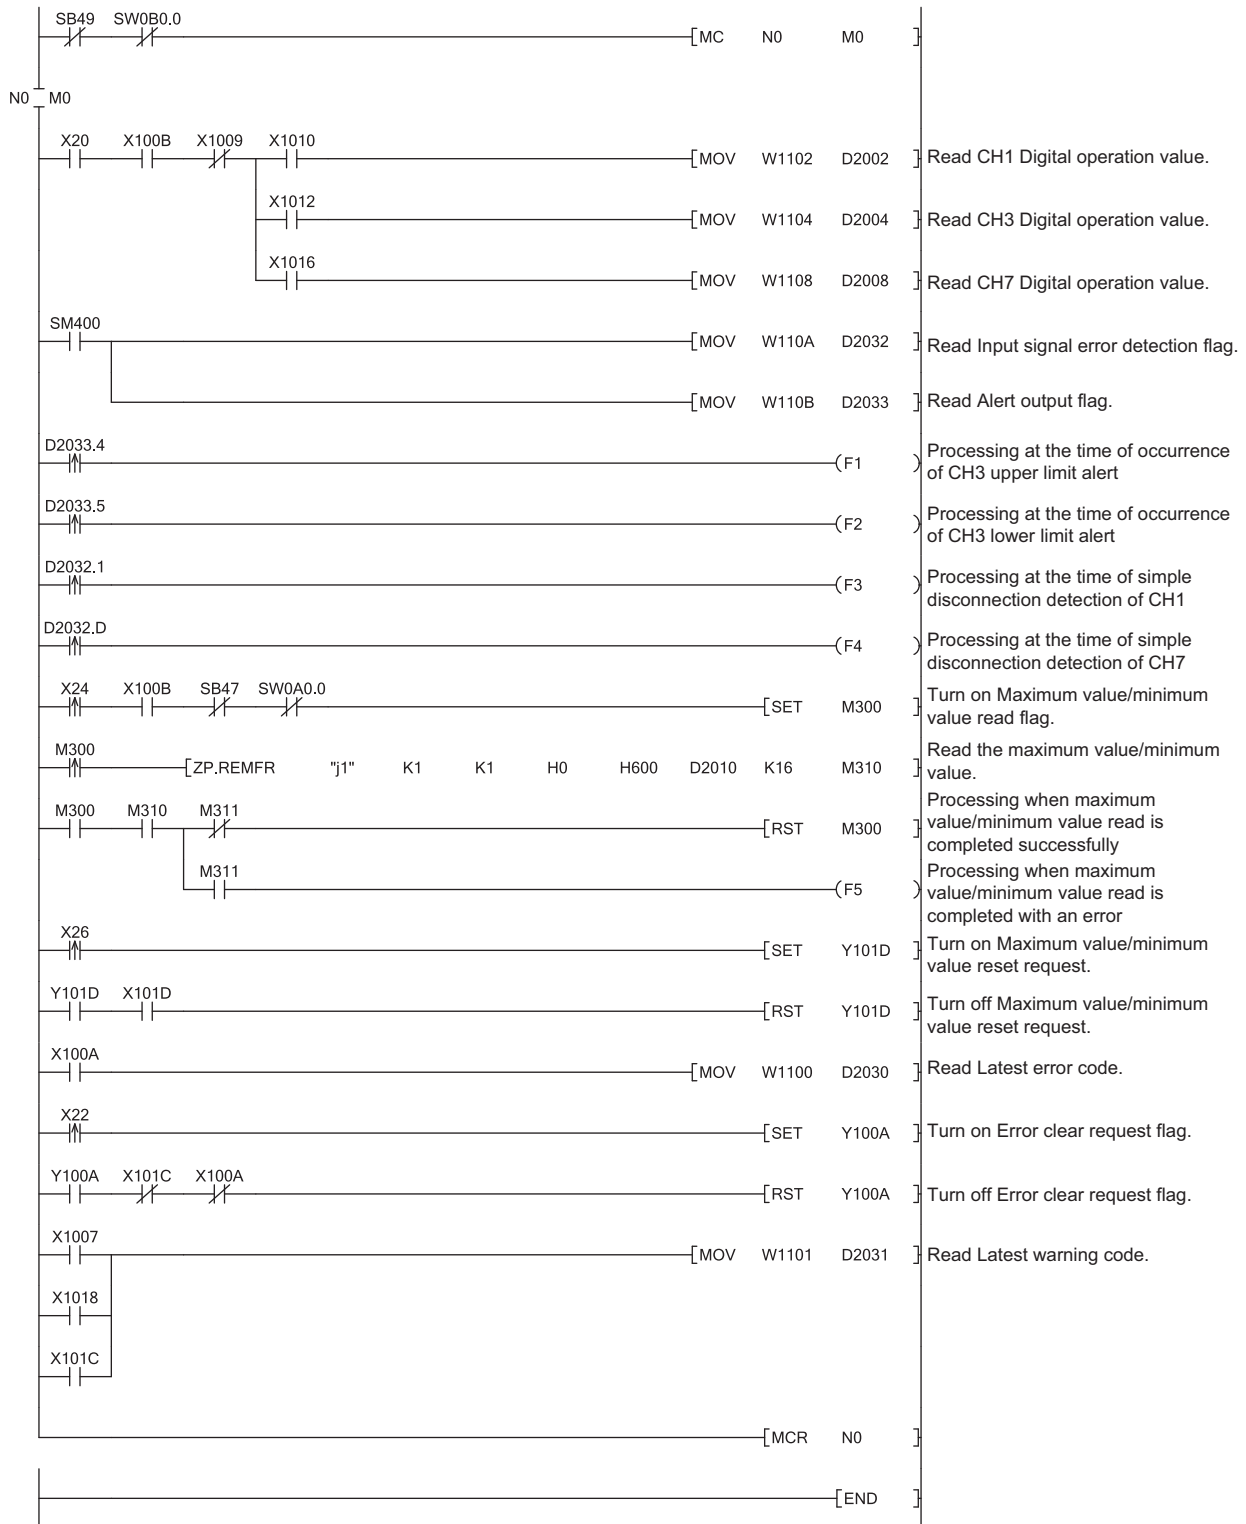 SB49 SW0B0.0
MC N0 M0
N0 M0
X20 X100B X1009 X1010
MOV W1102 D2002 Read CH1 Digital operation value.
X1012
MOV W1104 D2004 Read CH3 Digital operation value.
X1016
MOV W1108 D2008 Read CH7 Digital operation value.
SM400
MOV W110A D2032 Read Input signal error detection flag.
MOV W110B D2033 Read Alert output flag.
D2033.4
F1 Processing at the time of occurrence
of CH3 upper limit alert
D2033.5
F2 Processing at the time of occurrence
of CH3 lower limit alert
D2032.1
F3 Processing at the time of simple
disconnection detection of CH1
D2032.D
F4 Processing at the time of simple
disconnection detection of CH7
X24 X100B SB47 SW0A0.0
SET M300 Turn on Maximum value/minimum
value read flag.
M300
ZP.REMFR "j1" K1 K1 H0 H600 D2010 K16 M310 Read the maximum value/minimum
value.
M300 M310 M311
RST M300 Processing when maximum
value/minimum value read is
completed successfully
M311
F5 Processing when maximum
value/minimum value read is
completed with an error
X26
SET Y101D Turn on Maximum value/minimum
value reset request.
Y101D X101D
RST Y101D Turn off Maximum value/minimum
value reset request.
X100A
MOV W1100 D2030 Read Latest error code.
X22
SET Y100A Turn on Error clear request flag.
Y100A X101C X100A
RST Y100A Turn off Error clear request flag.
X1007
MOV W1101 D2031 Read Latest warning code.
X1018
X101C
MCR N0
END